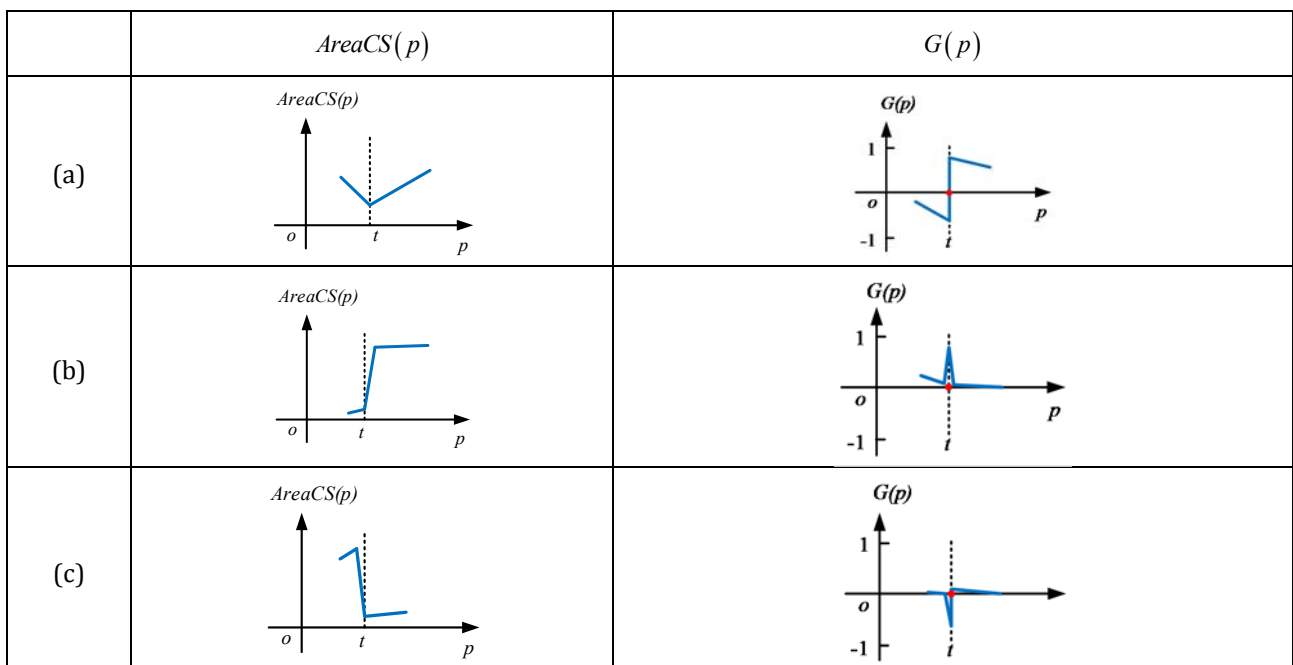 AreaCS(p) G(p)
(a)
AreaCS(p)
o t p
G(p)
1
o p
-1 t
(b)
AreaCS(p)
o t p
G(p)
1
o p
-1 t
(c)
AreaCS(p)
o t p
G(p)
1
o
-1 t